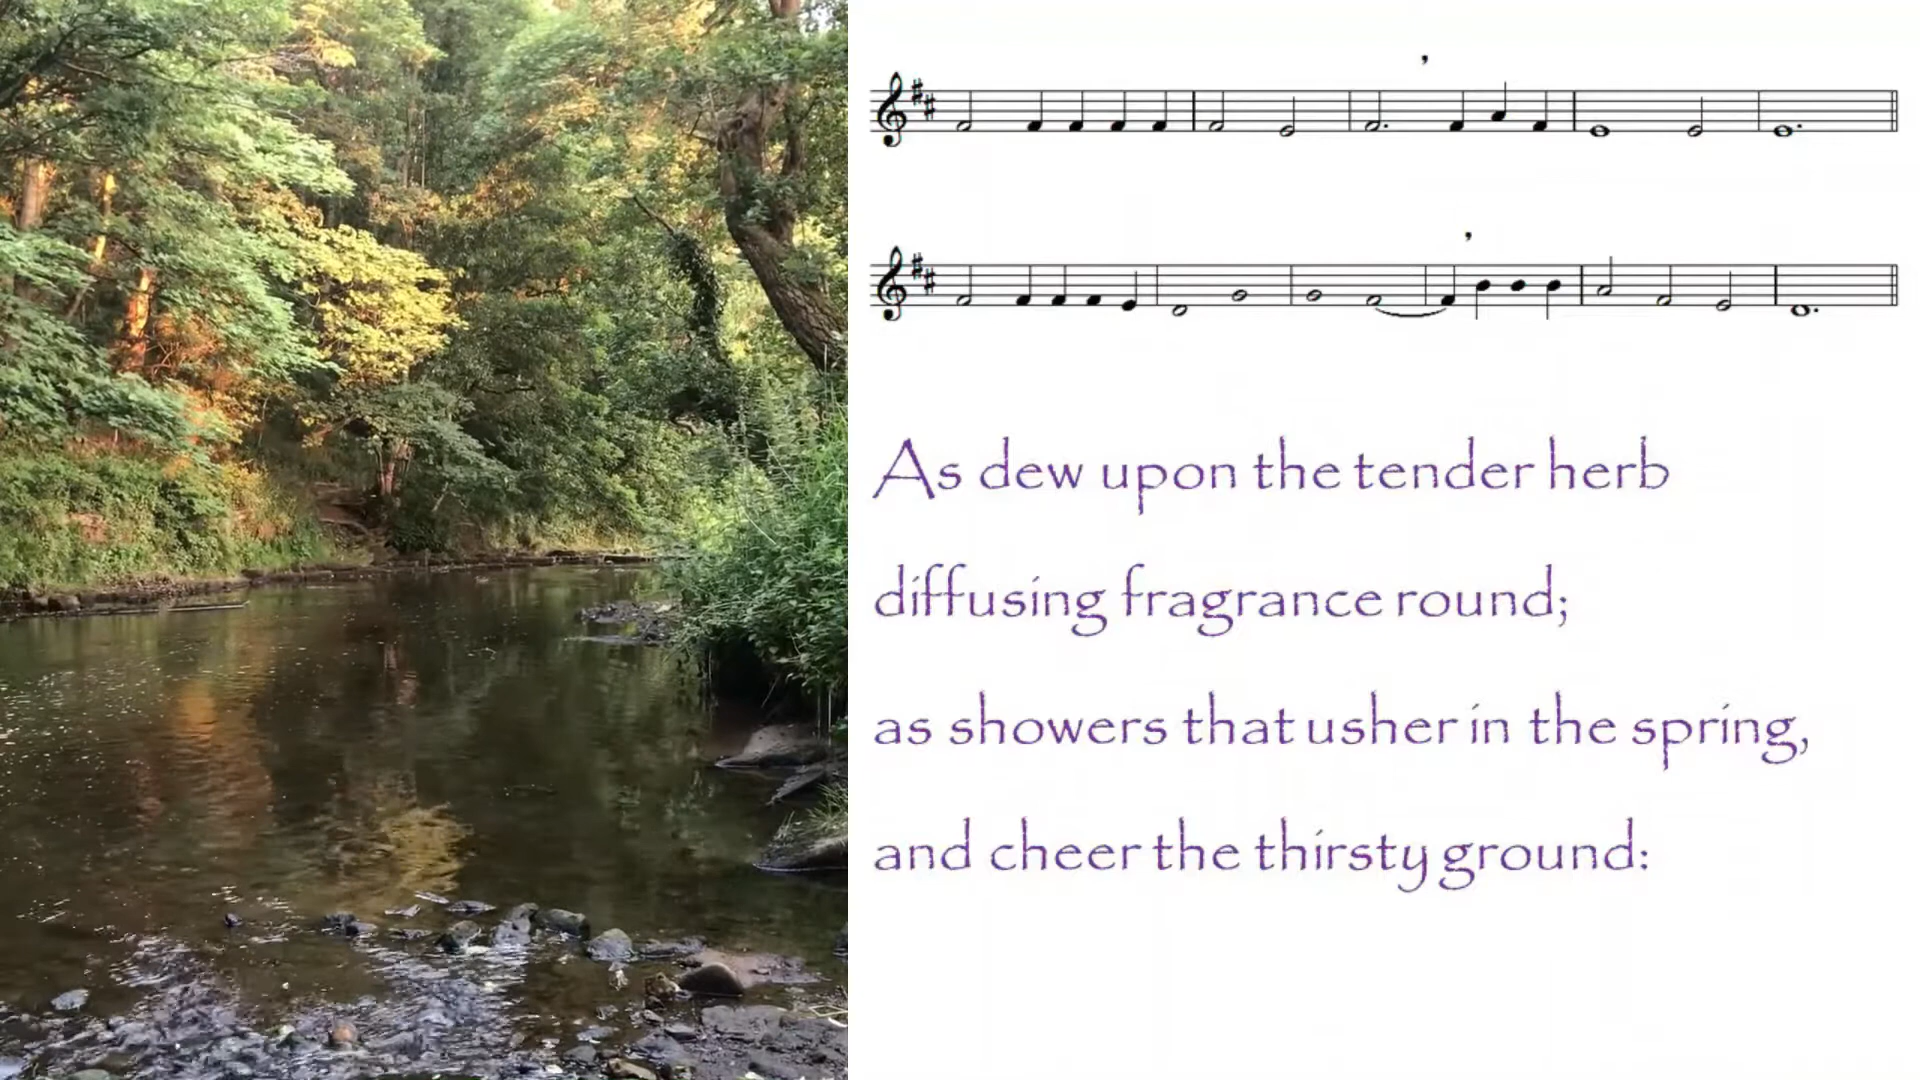 As dew upon the tender herb
diffusing fragrance round;
as showers that usher in the spring,
and cheer the thirsty ground: